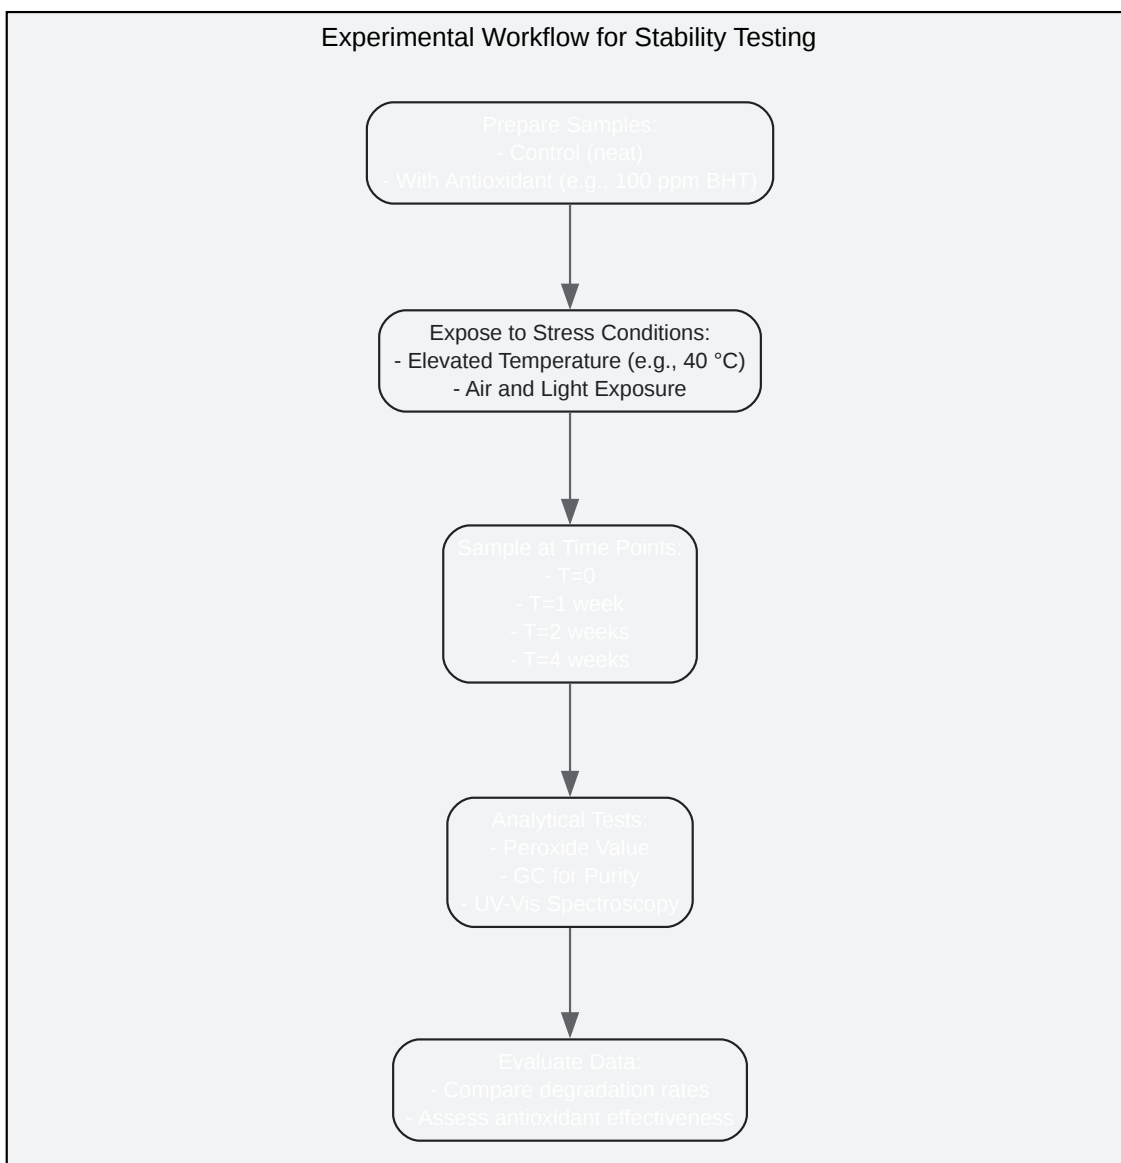 Experimental Workflow for Stability Testing
Prepare Samples:
- Control (neat)
- With Antioxidant (e.g., 100 ppm BHT)
Expose to Stress Conditions:
- Elevated Temperature (e.g., 40 °C)
- Air and Light Exposure
Sample at Time Points:
- T=0
- T=1 week
- T=2 weeks
- T=4 weeks
Analytical Tests:
- Peroxide Value
- GC for Purity
- UV-Vis Spectroscopy
Evaluate Data:
- Compare degradation rates
- Assess antioxidant effectiveness